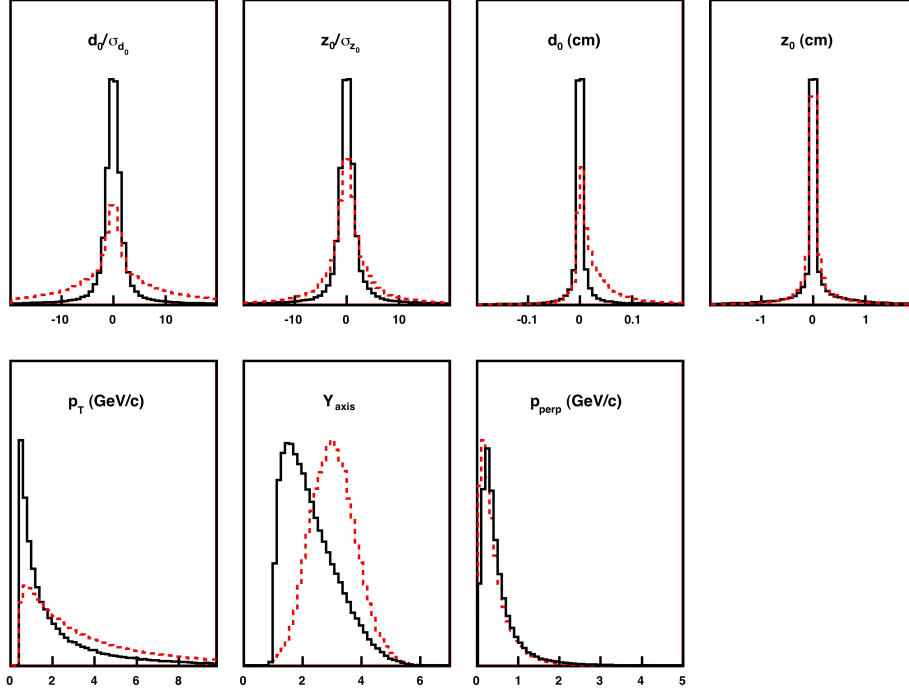 d0/σd0
z0/σz0
d0 (cm)
z0 (cm)
-10 0 10
-10 0 10
-0.1 0 0.1
-1 0 1
pT (GeV/c)
Yaxis
pperp (GeV/c)
0 2 4 6 8
0 2 4 6
0 1 2 3 4 5